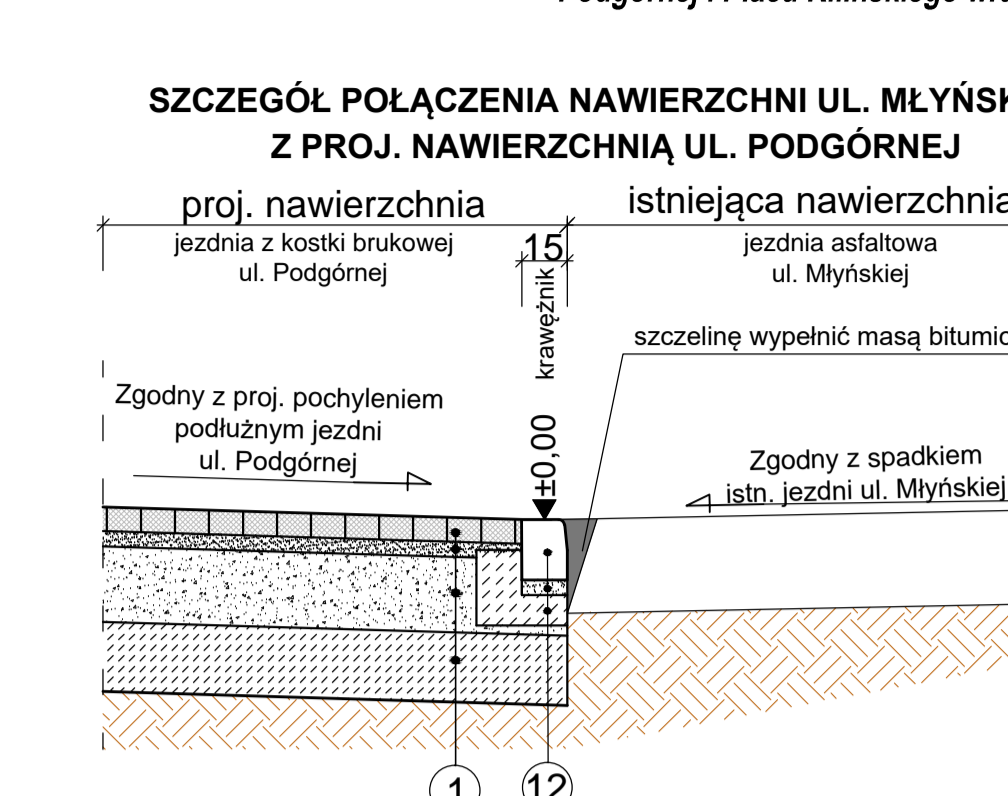 SZCZEGÓŁ POŁĄCZENIA NAWIERZCHNI UL.
Z PROJ. NAWIERZCHNIĄ UL. PODGÓRNEJ
proj. nawierzchnia
istniejąca nawierzchnia
jezdnia z kostki brukowej
ul. Podgórnej
15
krawężnik
jezdnia asfaltowa
ul. Młyńskiej
szczelinę wypełnić masą
Zgodny z proj. pochyleniem
podłużnym jezdni
ul. Podgórnej
±0,00
Zgodny z spadkiem
istn. jezdni ul. Młyńskiej
1
12